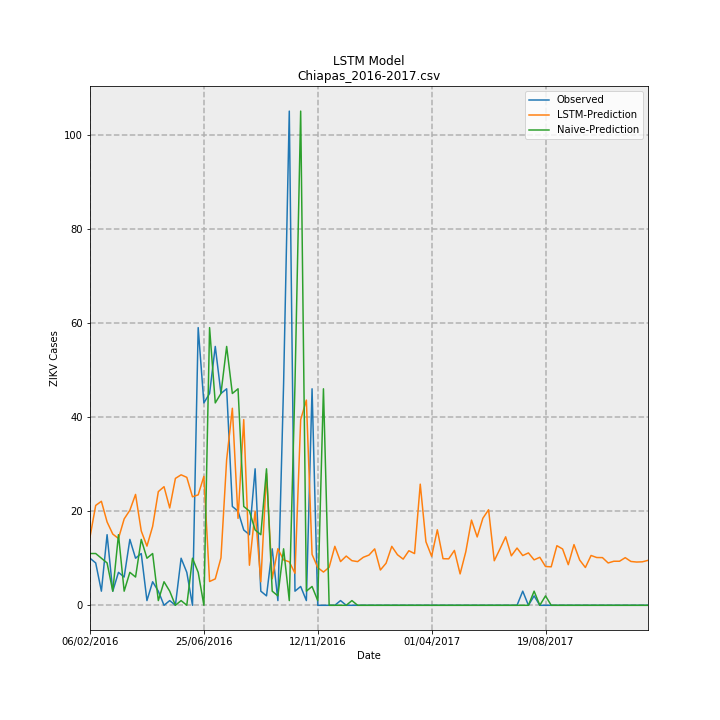 LSTM Model
Chiapas_2016-2017.csv
Observed
LSTM-Prediction
Naive-Prediction
ZIKV Cases
100
80
60
40
20
0
06/02/2016 25/06/2016 12/11/2016 01/04/2017 19/08/2017
Date